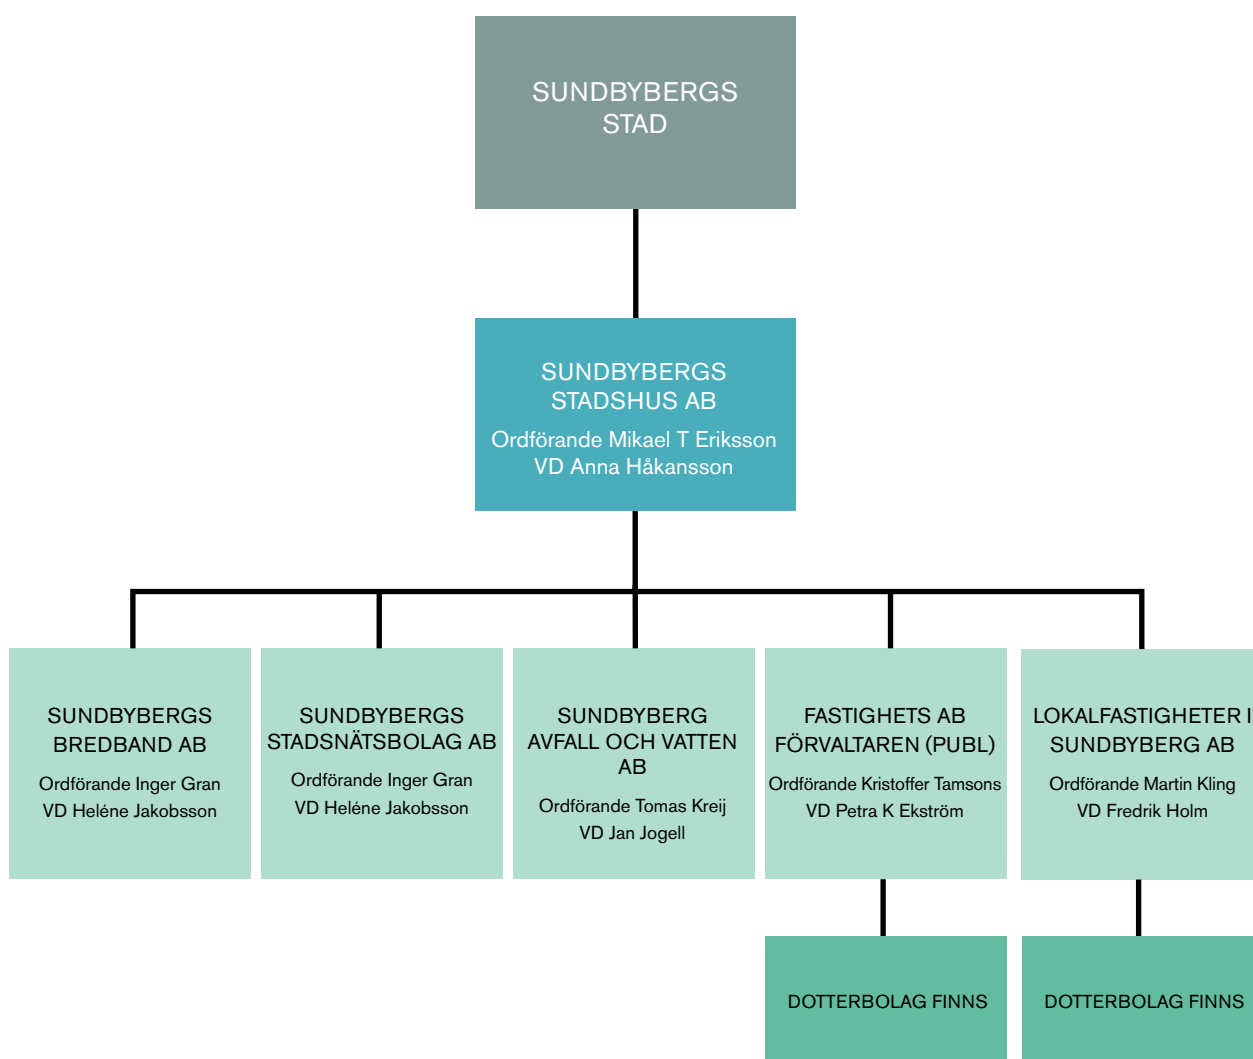 SUNDBYBERGS
STAD
SUNDBYBERGS
STADSHUS AB
Ordförande Mikael T Eriksson
VD Anna Håkansson
SUNDBYBERGS
BREDBAND AB
Ordförande Inger Gran
VD Heléne Jakobsson
SUNDBYBERGS
STADSNÄTSBOLAG AB
Ordförande Inger Gran
VD Heléne Jakobsson
SUNDBYBERG
AVFALL OCH VATTEN
AB
Ordförande Tomas Kreij
VD Jan Jogell
FASTIGHETS AB
FÖRVALTAREN (PUBL)
Ordförande Kristoffer Tamsons
VD Petra K Ekström
LOKALFASTIGHETER I
SUNDBYBERG AB
Ordförande Martin Kling
VD Fredrik Holm
DOTTERBOLAG FINNS
DOTTERBOLAG FINNS